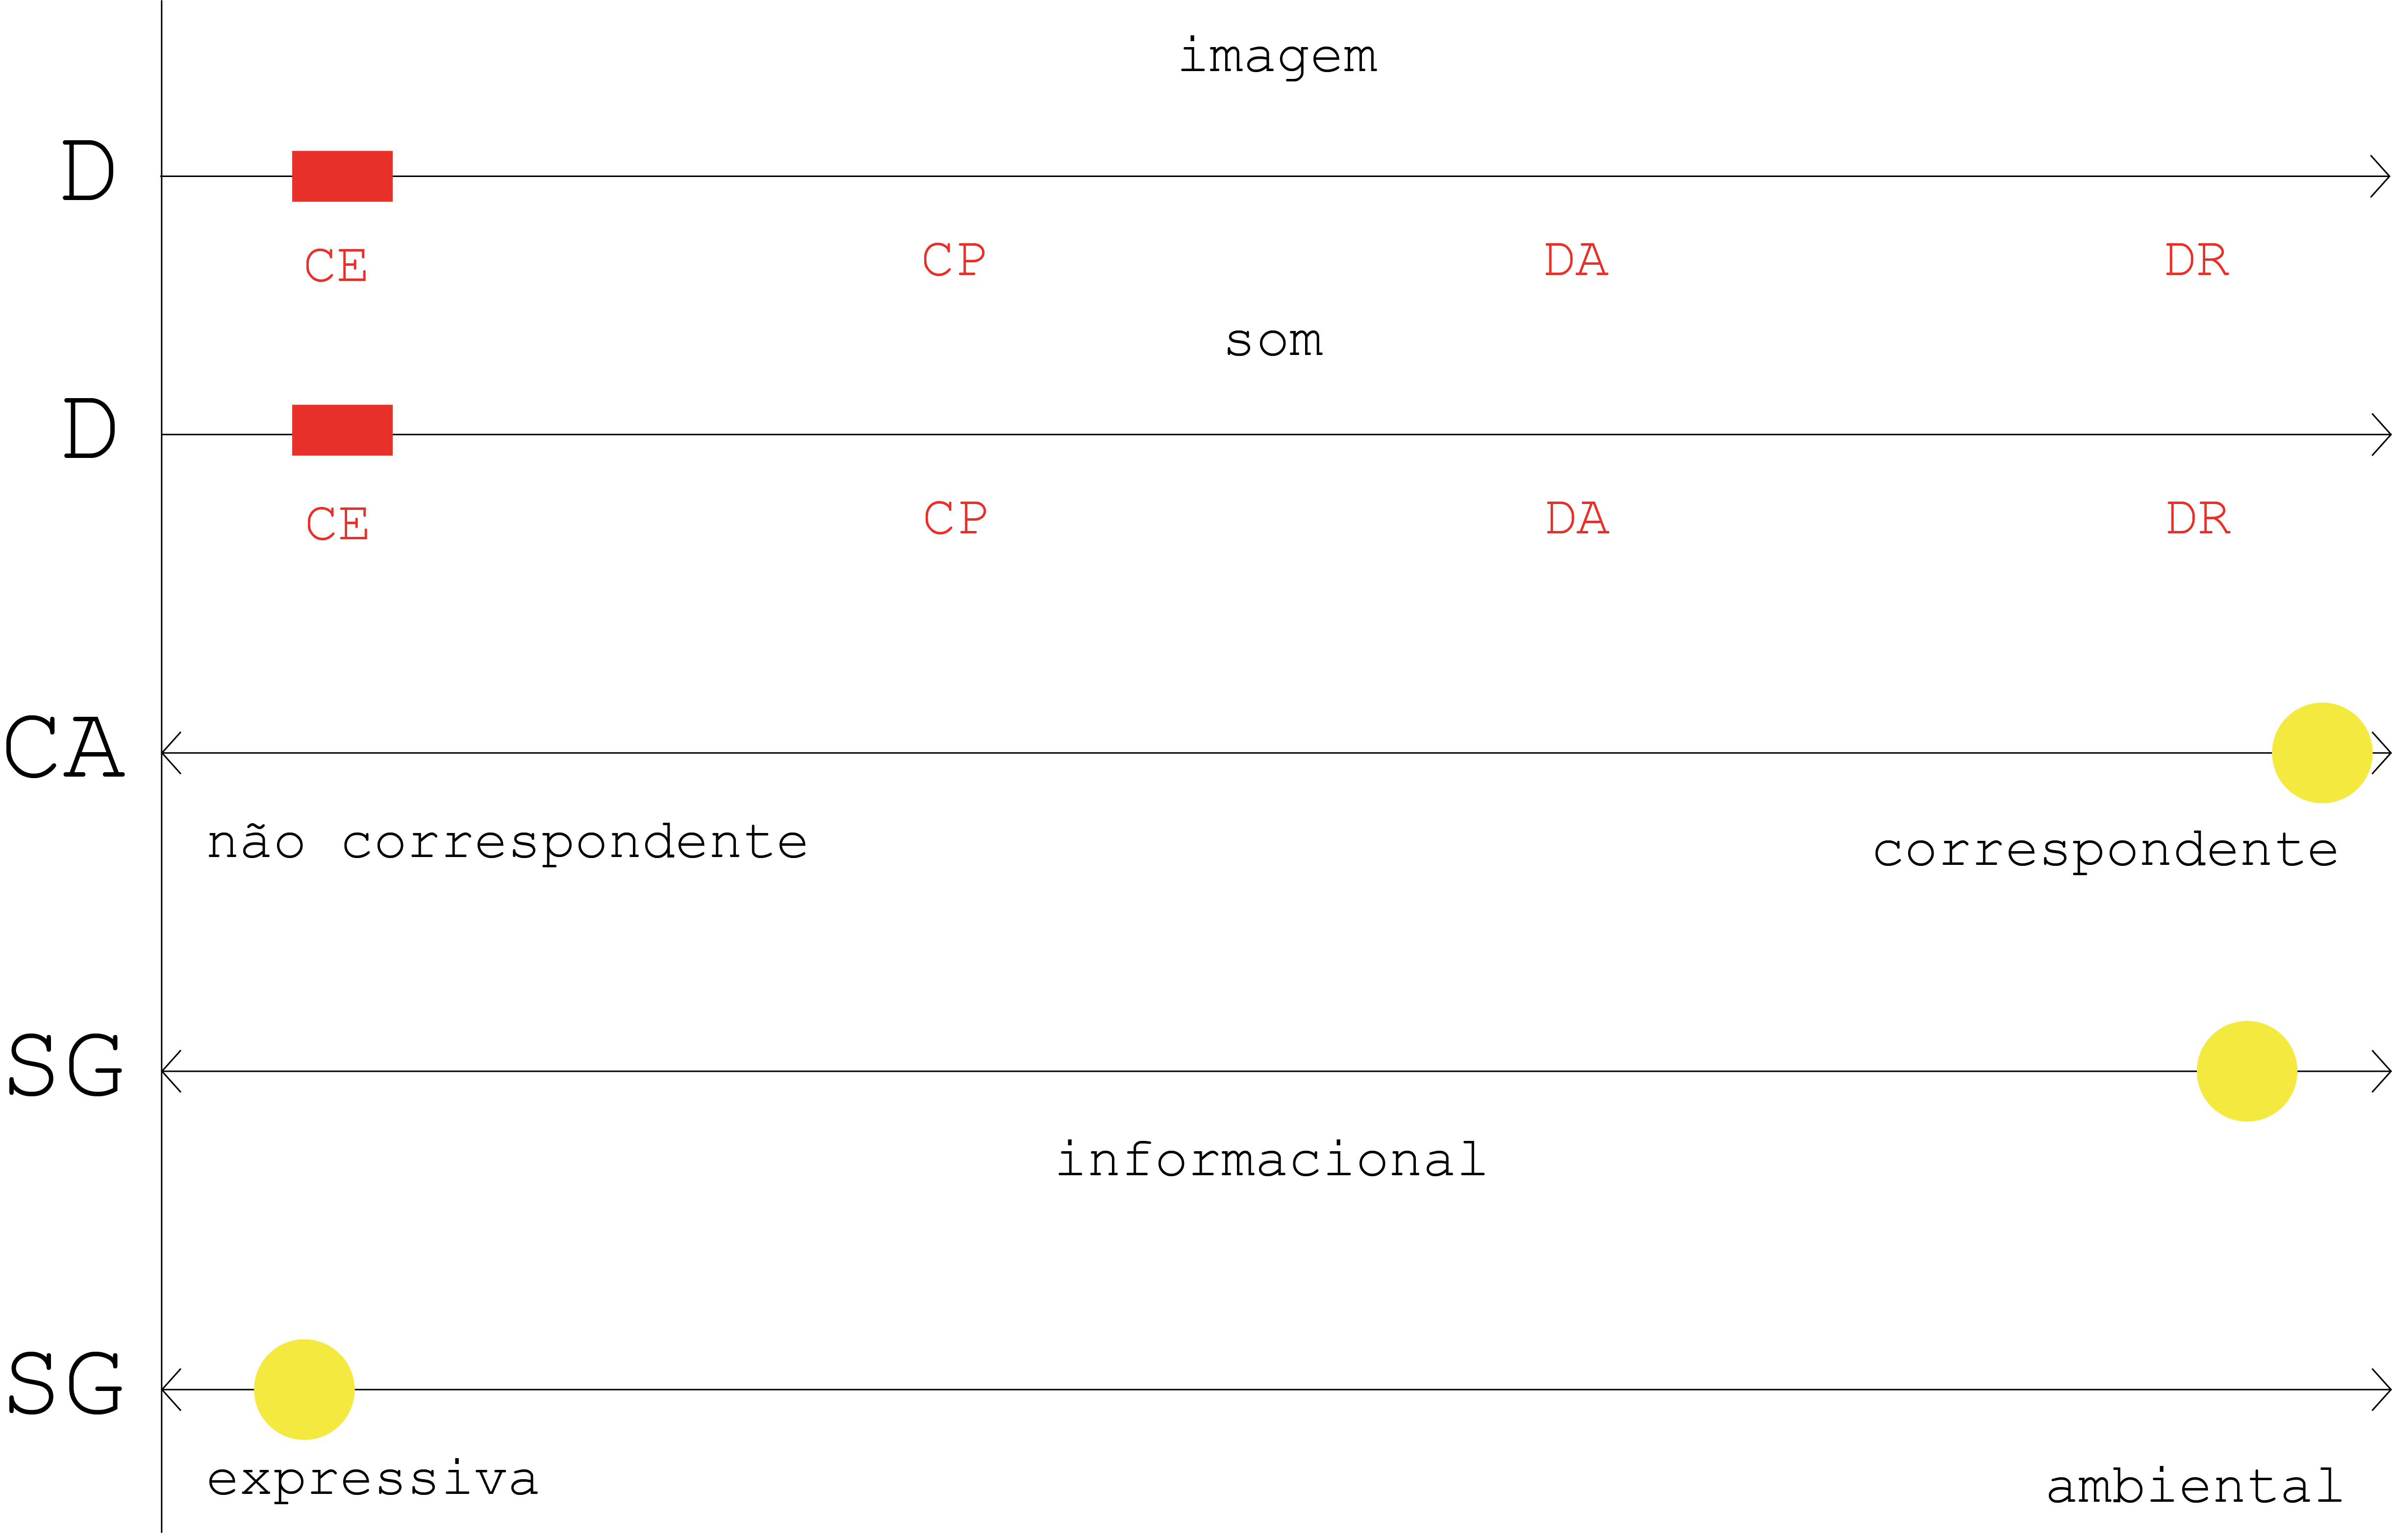 imagem
D
CE CP DA DR
som
D
CE CP DA DR
CA
não correspondente correspondente
SG
informacional
SG
expressiva ambiental